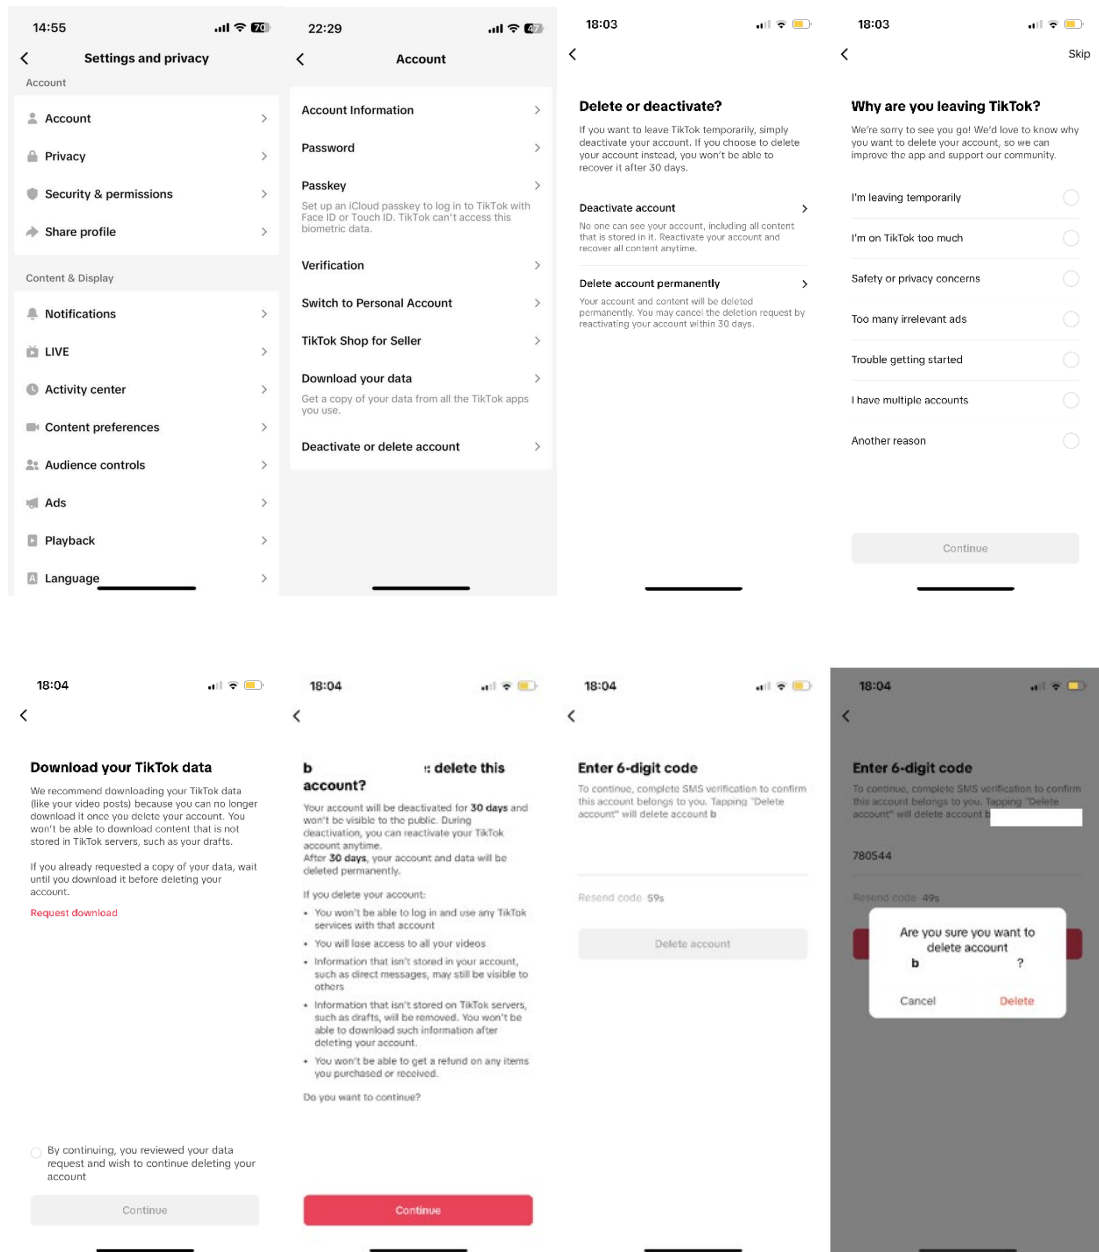 14:55
70
Settings and privacy
Account
Account
Privacy
Security & permissions
Share profile
Content & Display
Notifications
LIVE
Activity center
Content preferences
Audience controls
Ads
Playback
A Language
22:29
47
Account
Account Information
Password
Passkey
Set up an iCloud passkey to log in to TikTok with
Face ID or Touch ID. TikTok can't access this
biometric data.
Verification
Switch to Personal Account
TikTok Shop for Seller
Download your data
Get a copy of your data from all the TikTok apps
you use.
Deactivate or delete account
18:03
Delete or deactivate?
If you want to leave TikTok temporarily, simply
deactivate your account. If you choose to delete
your account instead, you won't be able to
recover it after 30 days.
Deactivate account
No one can see your account, including all content
that is stored in it. Reactivate your account and
recover all content anytime.
Delete account permanently
Your account and content will be deleted
permanently. You may cancel the deletion request by
reactivating your account within 30 days.
18:03
Skip
Why are you leaving TikTok?
We're sorry to see you go! We'd love to know why
you want to delete your account, so we can
improve the app and support our community.
I'm leaving temporarily
I'm on TikTok too much
Safety or privacy concerns
Too many irrelevant ads
Trouble getting started
I have multiple accounts
Another reason
Continue
18:04
Download your TikTok data
We recommend downloading your TikTok data
(like your video posts) because you can no longer
download it once you delete your account. You
won't be able to download content that is not
stored in TikTok servers, such as your drafts.
If you already requested a copy of your data, wait
until you download it before deleting your
account.
Request download
By continuing, you reviewed your data
request and wish to continue deleting your
account
Continue
18:04
b : delete this
account?
Your account will be deactivated for 30 days and
won't be visible to the public. During
deactivation, you can reactivate your TikTok
account anytime.
After 30 days, your account and data will be
deleted permanently.
If you delete your account:
• You won't be able to log in and use any TikTok
services with that account
• You will lose access to all your videos
• Information that isn't stored in your account,
such as direct messages, may still be visible to
others
• Information that isn't stored on TikTok servers,
such as drafts, will be removed. You won't be
able to download such information after
deleting your account.
• You won't be able to get a refund on any items
you purchased or received.
Do you want to continue?
Continue
18:04
Enter 6-digit code
To continue, complete SMS verification to confirm
this account belongs to you. Tapping "Delete
account" will delete account b
Resend code 59s
Delete account
18:04
Enter 6-digit code
To continue, complete SMS verification to confirm
this account belongs to you. Tapping "Delete
account" will delete account b
780544
Resend code 49s
Are you sure you want to
delete account
b ?
Cancel
Delete